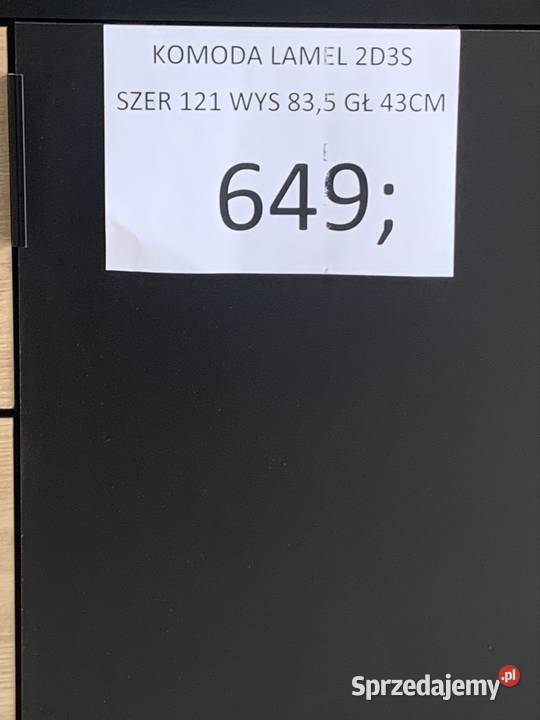 KOMODA LAMEL 2D3S
SZER 121 WYS 83,5 GŁ 43CM
649;
Sprzedajemy.pl